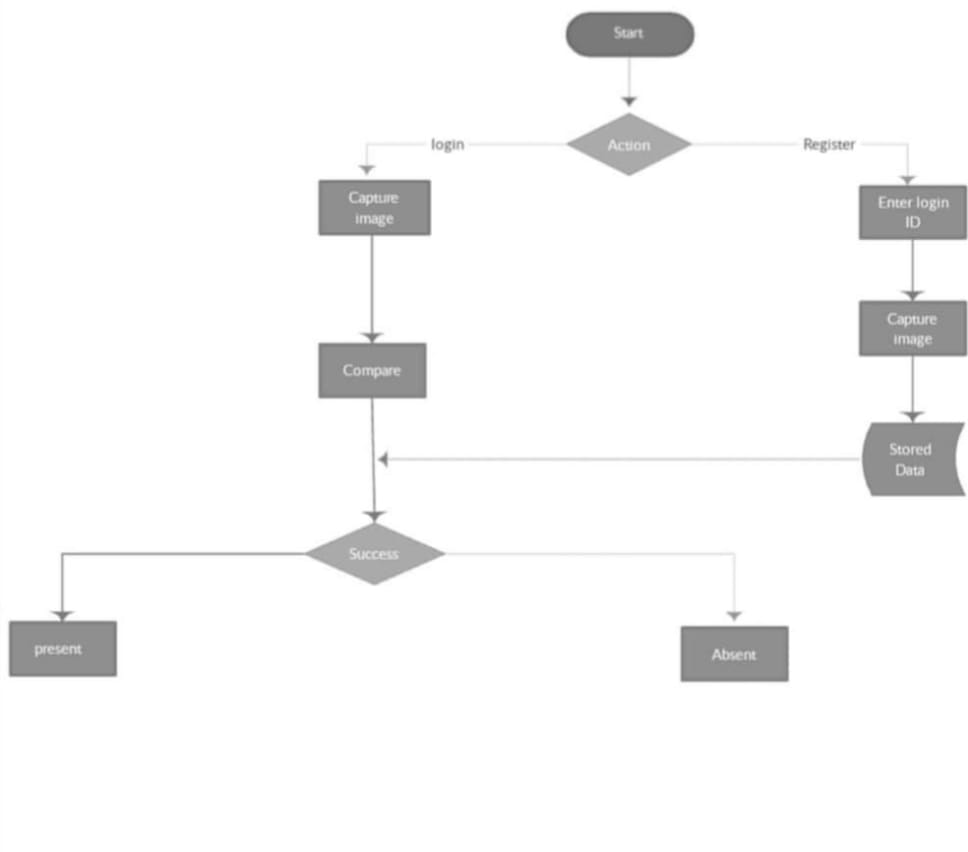 Start
Action
login
Register
Capture
image
Enter login
ID
Capture
image
Compare
Stored
Data
Success
present
Absent